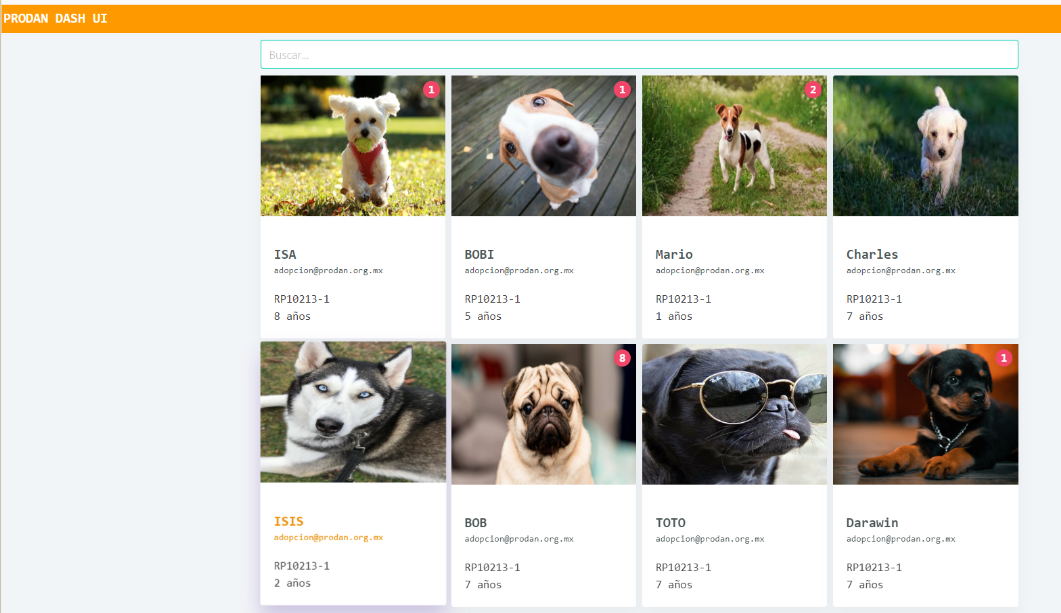 PRODAN DASH UI
Buscar...
1
1
2
ISA
adopcion@prodan.org.mx
RP10213-1
8 años
BOBI
adopcion@prodan.org.mx
RP10213-1
5 años
Mario
adopcion@prodan.org.mx
RP10213-1
1 años
Charles
adopcion@prodan.org.mx
RP10213-1
7 años
8
1
ISIS
adopcion@prodan.org.mx
RP10213-1
2 años
BOB
adopcion@prodan.org.mx
RP10213-1
7 años
TOTO
adopcion@prodan.org.mx
RP10213-1
7 años
Darawin
adopcion@prodan.org.mx
RP10213-1
7 años